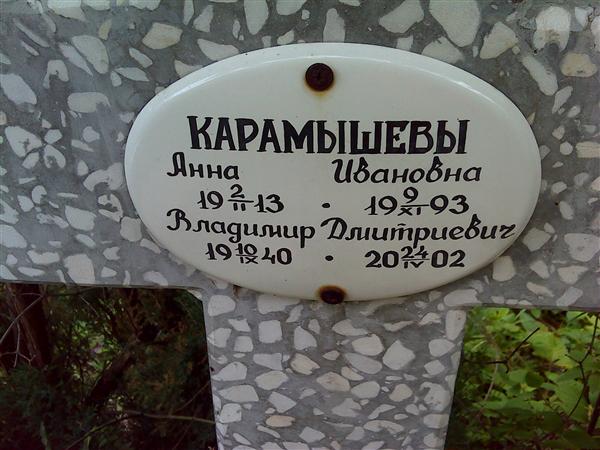 КАРАМЫШЕВЫ
Анна Ивановна
19 2/II 13 • 19 9/XI 93
Владимир Дмитриевич
19 10/IX 40 • 20 24/IV 02